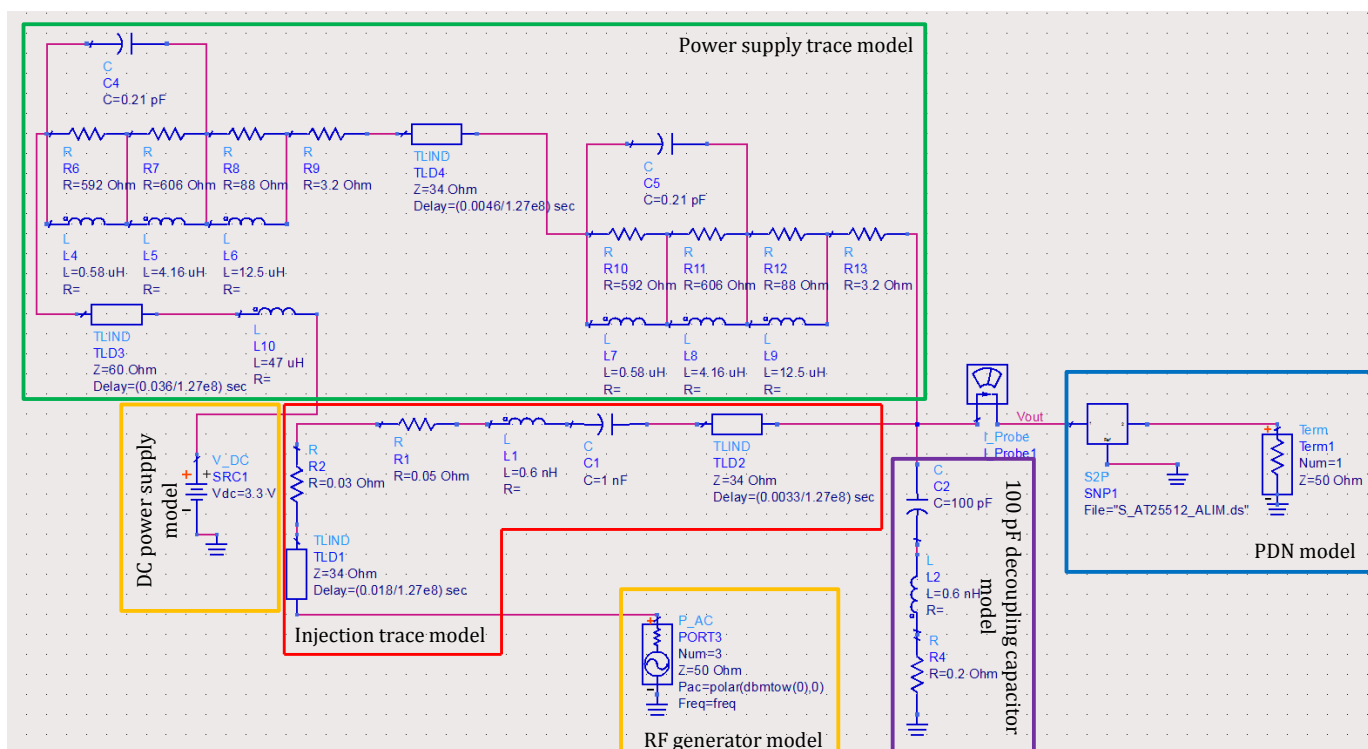 Power supply trace model
C
C4
C=0.21 pF
R
R6
R=592 Ohm
R
R7
R=606 Ohm
R
R8
R=88 Ohm
R
R9
R=3.2 Ohm
TLIND
TLD4
Z=34 Ohm
Delay=(0.0046/1.27e8) sec
C
C5
C=0.21 pF
L
L4
L=0.58 uH
R=
L
L5
L=4.16 uH
R=
L
L6
L=12.5 uH
R=
R
R10
R=592 Ohm
R
R11
R=606 Ohm
R
R12
R=88 Ohm
R
R13
R=3.2 Ohm
TLIND
TLD3
Z=60 Ohm
Delay=(0.036/1.27e8) sec
L
L10
L=47 uH
R=
L
L7
L=0.58 uH
R=
L
L8
L=4.16 uH
R=
L
L9
L=12.5 uH
R=
DC power supply
model
V_DC
SRC1
Vdc=3.3 V
R
R2
R=0.03 Ohm
R
R1
R=0.05 Ohm
L
L1
L=0.6 nH
R=
C
C1
C=1 nF
TLIND
TLD2
Z=34 Ohm
Delay=(0.0033/1.27e8) sec
TLIND
TLD1
Z=34 Ohm
Delay=(0.018/1.27e8) sec
Injection trace model
P_AC
PORT3
Num=3
Z=50 Ohm
Pac=polar(dbmtow(0),0)
Freq=freq
RF generator model
Vout
I_Probe
I_Probe1
C
C2
C=100 pF
L
L2
L=0.6 nH
R=
R
R4
R=0.2 Ohm
100 pF decoupling capacitor
model
1
2
Ref
S2P
SNP1
File="S_AT25512_ALIM.ds"
Term
Term1
Num=1
Z=50 Ohm
PDN model